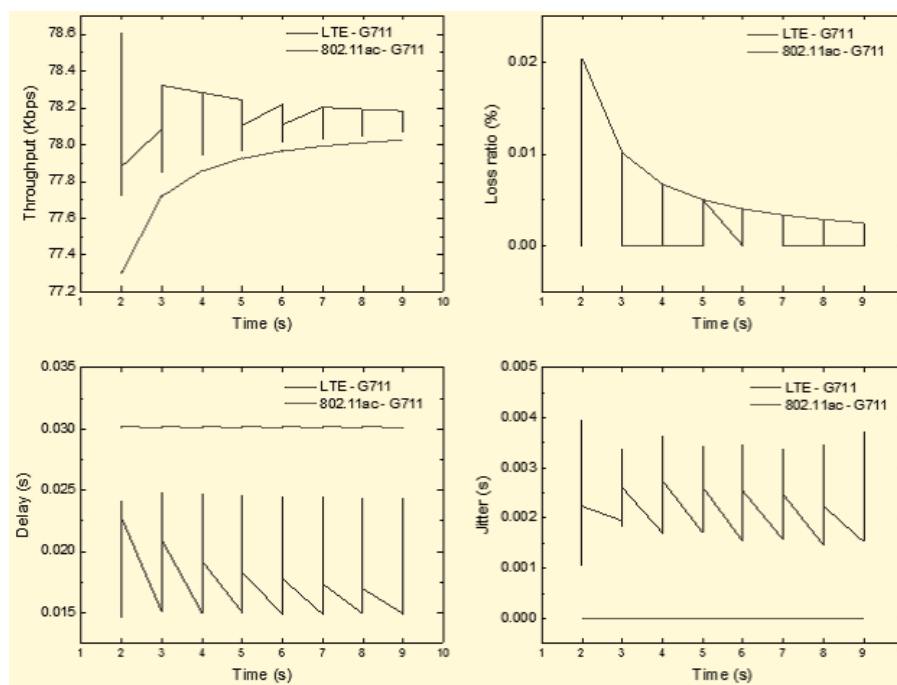 78.6
78.4
78.2
78.0
77.8
77.6
77.4
77.2
Throughput (Kbps)
LTE - G711
802.11ac - G711
1 2 3 4 5 6 7 8 9 10
Time (s)
0.02
0.01
0.00
Loss ratio (%)
LTE - G711
802.11ac - G711
1 2 3 4 5 6 7 8 9
Time (s)
0.035
0.030
0.025
0.020
0.015
Delay (s)
LTE - G711
802.11ac - G711
1 2 3 4 5 6 7 8 9 10
Time (s)
0.005
0.004
0.003
0.002
0.001
0.000
Jitter (s)
LTE - G711
802.11ac - G711
1 2 3 4 5 6 7 8 9
Time (s)